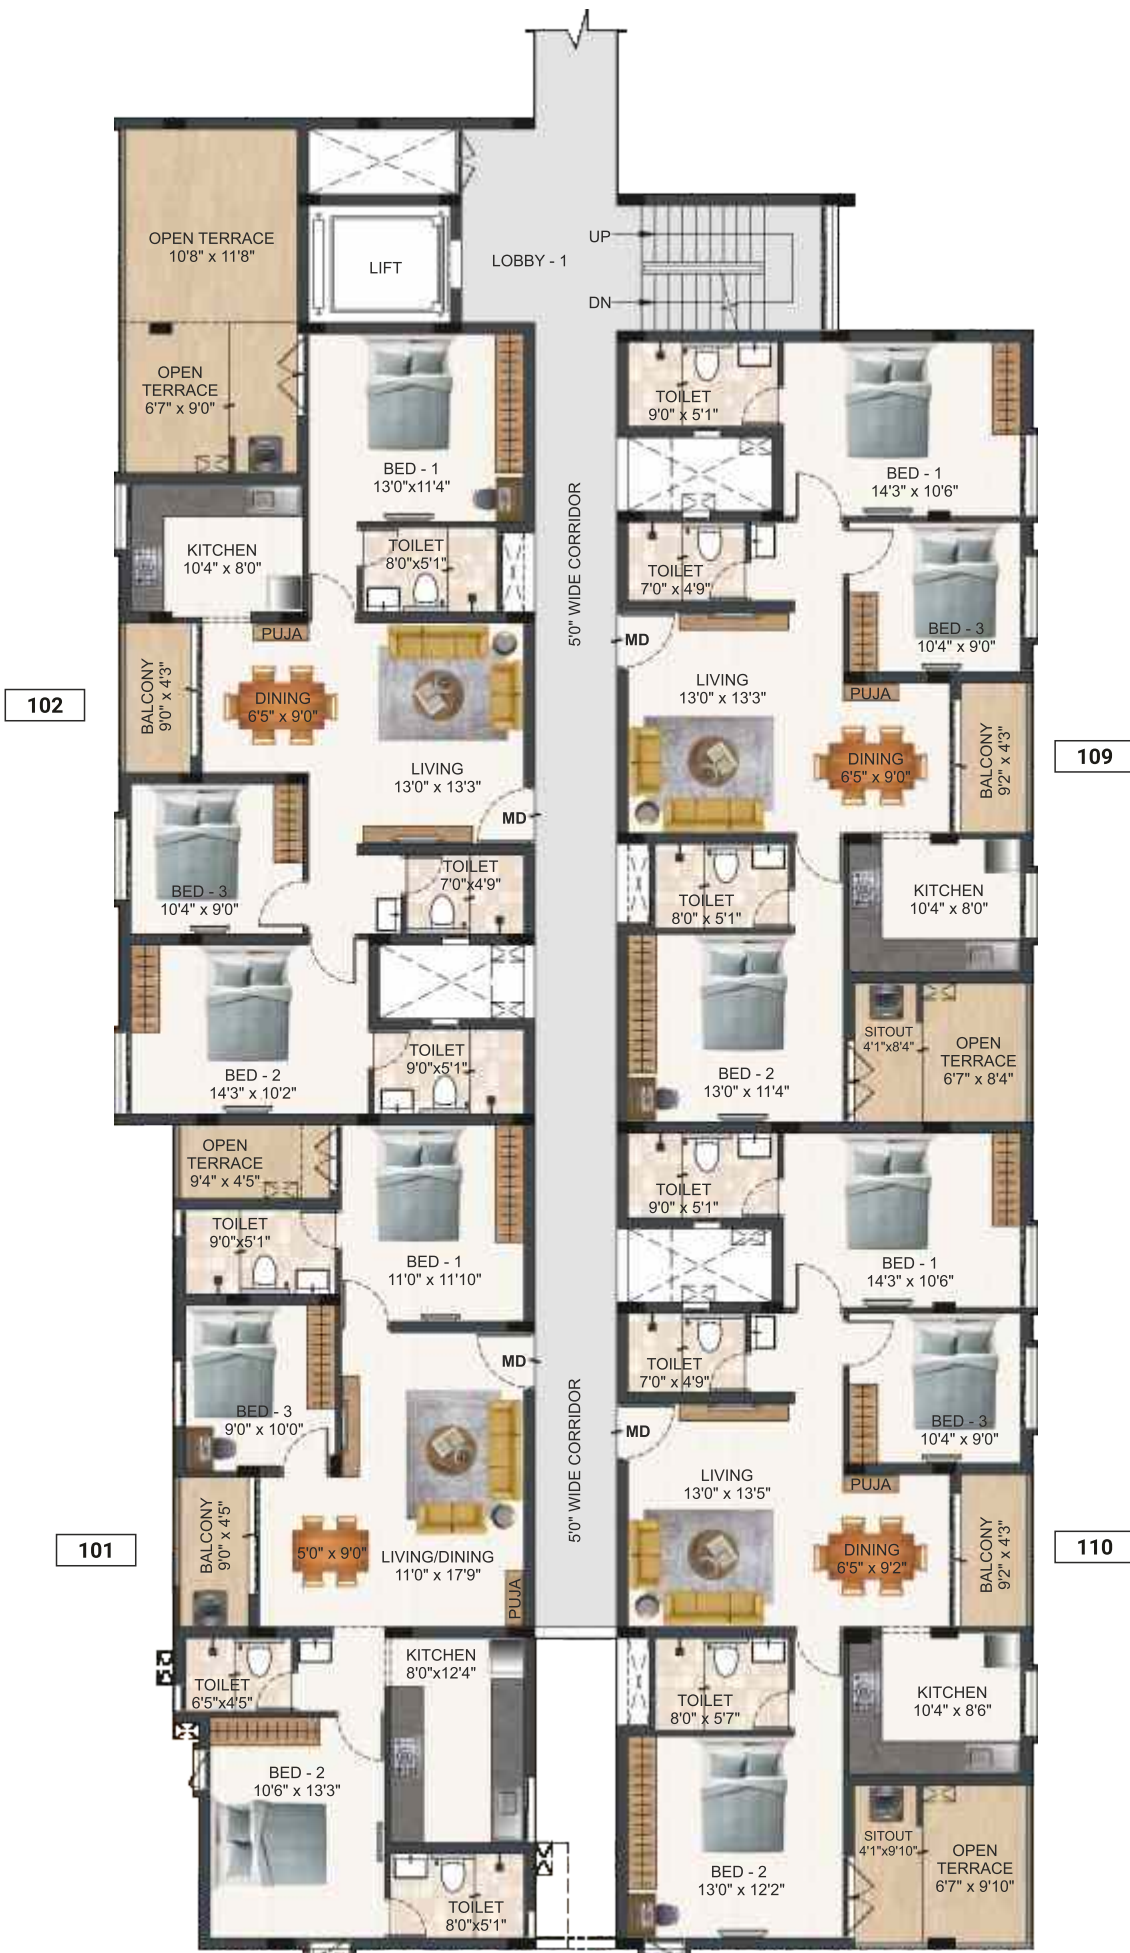 OPEN TERRACE
10'8" x 11'8"
LIFT
LOBBY - 1
UP
DN
OPEN
TERRACE
6'7" x 9'0"
BED - 1
13'0"x11'4"
KITCHEN
10'4" x 8'0"
TOILET
8'0"x5'1"
PUJA
BALCONY
9'0" x 4'3"
DINING
6'5" x 9'0"
102
LIVING
13'0" x 13'3"
MD
BED - 3
10'4" x 9'0"
TOILET
7'0"x4'9"
BED - 2
14'3" x 10'2"
TOILET
9'0"x5'1"
5'0" WIDE CORRIDOR
TOILET
9'0" x 5'1"
BED - 1
14'3" x 10'6"
TOILET
7'0" x 4'9"
BED - 3
10'4" x 9'0"
MD
LIVING
13'0" x 13'3"
PUJA
DINING
6'5" x 9'0"
BALCONY
9'2" x 4'3"
109
TOILET
8'0" x 5'1"
KITCHEN
10'4" x 8'0"
BED - 2
13'0" x 11'4"
SITOUT
4'1"x8'4"
OPEN
TERRACE
6'7" x 8'4"
OPEN
TERRACE
9'4" x 4'5"
TOILET
9'0"x5'1"
BED - 1
11'0" x 11'10"
MD
BED - 3
9'0" x 10'0"
BALCONY
9'0" x 4'5"
101
5'0" x 9'0"
LIVING/DINING
11'0" x 17'9"
PUJA
TOILET
6'5"x4'5"
KITCHEN
8'0"x12'4"
BED - 2
10'6" x 13'3"
TOILET
8'0"x5'1"
5'0" WIDE CORRIDOR
TOILET
9'0" x 5'1"
BED - 1
14'3" x 10'6"
TOILET
7'0" x 4'9"
BED - 3
10'4" x 9'0"
MD
LIVING
13'0" x 13'5"
PUJA
DINING
6'5" x 9'2"
BALCONY
9'2" x 4'3"
110
TOILET
8'0" x 5'7"
KITCHEN
10'4" x 8'6"
BED - 2
13'0" x 12'2"
SITOUT
4'1"x9'10"
OPEN
TERRACE
6'7" x 9'10"